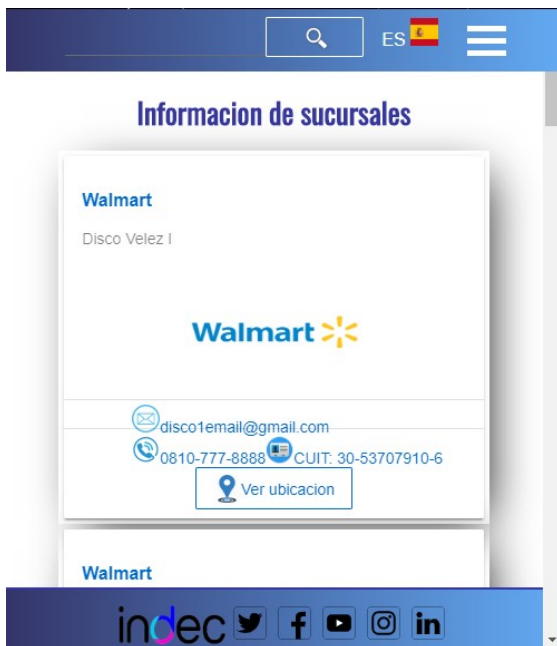 ES
Informacion de sucursales
Walmart
Disco Velez I
Walmart
disco1email@gmail.com
0810-777-8888 CUIT: 30-53707910-6
Ver ubicacion
Walmart
indec f in